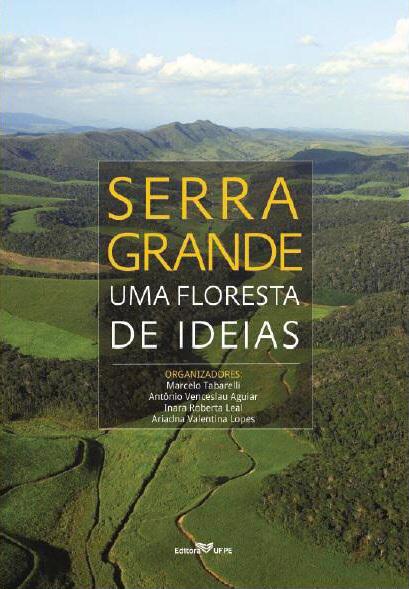 SERRA
GRANDE
UMA FLORESTA
DE IDEIAS
ORGANIZADORES:
Marcelo Tabarelli
Antônio Venceslau Aguiar
Inara Roberta Leal
Ariadna Valentina Lopes
Editora UFPE